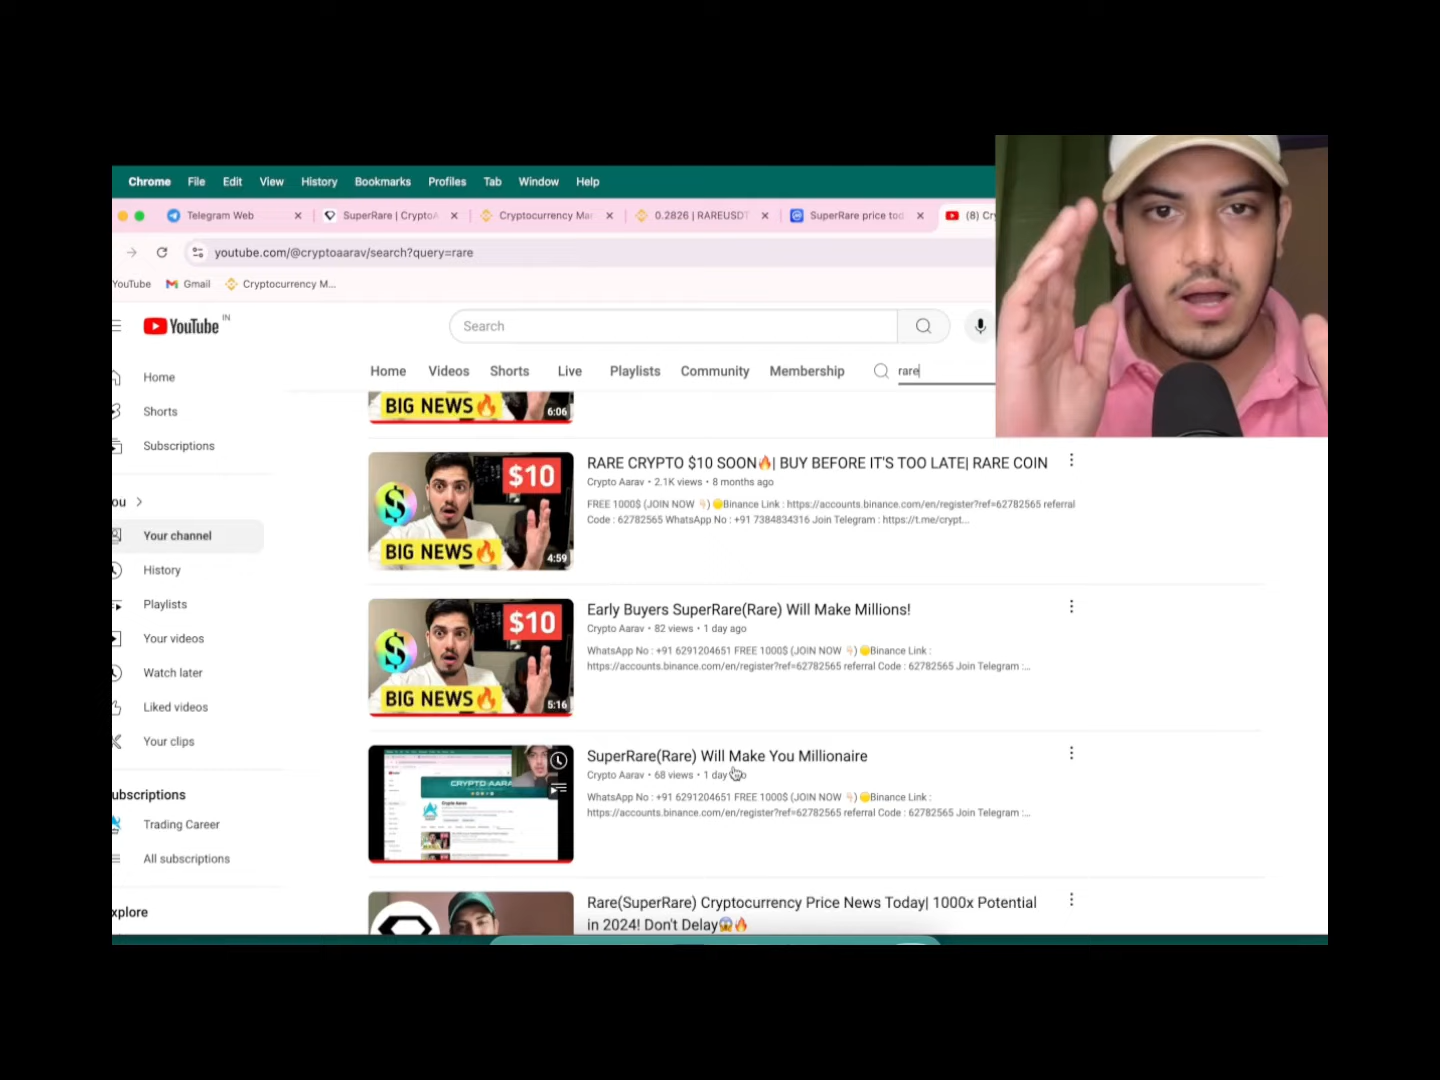 Chrome File Edit View History Bookmarks Profiles Tab Window Help
Telegram Web SuperRare | CryptoA Cryptocurrency Mar 0.2826 | RAREUSDT SuperRare price tod (8) Cry
youtube.com/@cryptoaarav/search?query=rare
YouTube Gmail Cryptocurrency M...
YouTube IN
Search
Home Videos Shorts Live Playlists Community Membership rare
Home
Shorts
Subscriptions
ou
Your channel
History
Playlists
Your videos
Watch later
Liked videos
Your clips
ubscriptions
Trading Career
All subscriptions
xplore
BIG NEWS🔥
6:06
$10
BIG NEWS🔥
4:59
RARE CRYPTO $10 SOON🔥| BUY BEFORE IT'S TOO LATE| RARE COIN
Crypto Aarav • 2.1K views • 8 months ago
FREE 1000$ (JOIN NOW 👇🏻) 🪙Binance Link : https://accounts.binance.com/en/register?ref=62782565 referral
Code : 62782565 WhatsApp No : +91 7384834316 Join Telegram : https://t.me/crypt...
$10
BIG NEWS🔥
5:16
Early Buyers SuperRare(Rare) Will Make Millions!
Crypto Aarav • 82 views • 1 day ago
WhatsApp No : +91 6291204651 FREE 1000$ (JOIN NOW 👇🏻) 🪙Binance Link :
https://accounts.binance.com/en/register?ref=62782565 referral Code : 62782565 Join Telegram :...
CRYPTO AARA
SuperRare(Rare) Will Make You Millionaire
Crypto Aarav • 68 views • 1 day
WhatsApp No : +91 6291204651 FREE 1000$ (JOIN NOW 👇🏻) 🪙Binance Link :
https://accounts.binance.com/en/register?ref=62782565 referral Code : 62782565 Join Telegram :...
Rare(SuperRare) Cryptocurrency Price News Today| 1000x Potential
in 2024! Don't Delay😱🔥